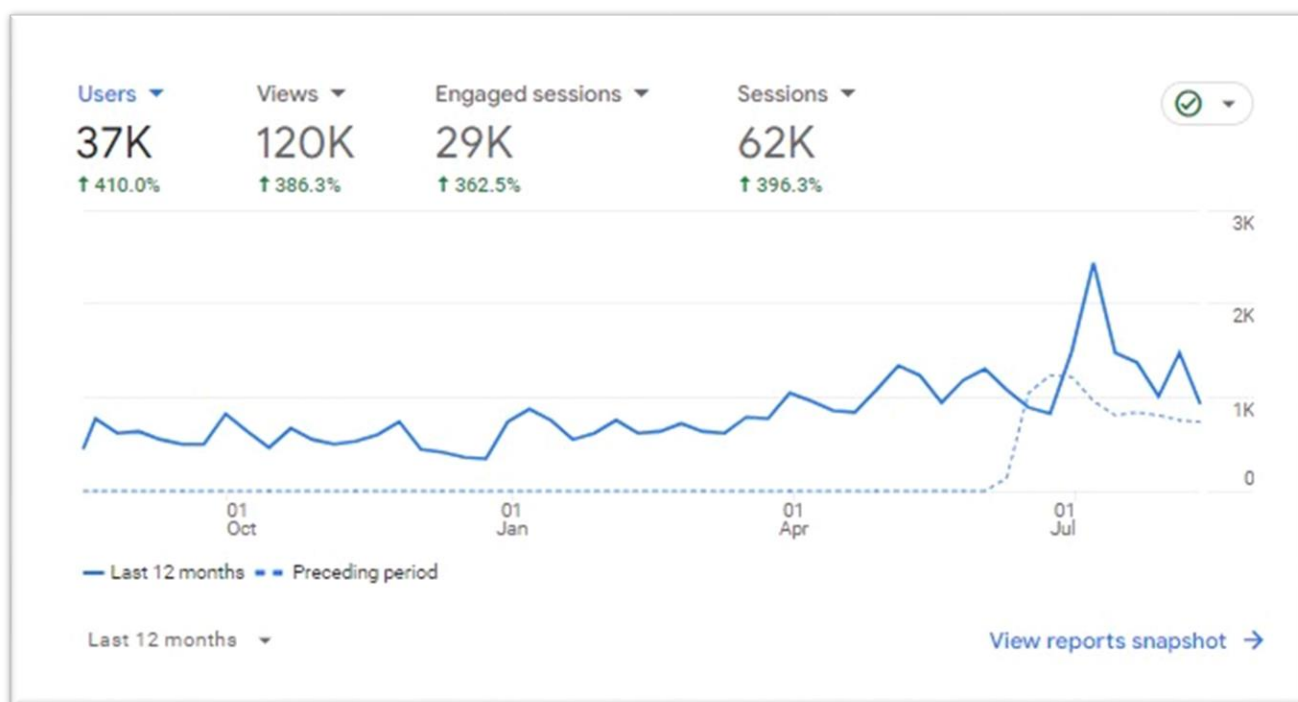 Users Views Engaged sessions Sessions
37K 120K 29K 62K
↑ 410.0% ↑ 386.3% ↑ 362.5% ↑ 396.3%
3K
2K
1K
0
01 01 01 01
Oct Jan Apr Jul
Last 12 months Preceding period
Last 12 months View reports snapshot →